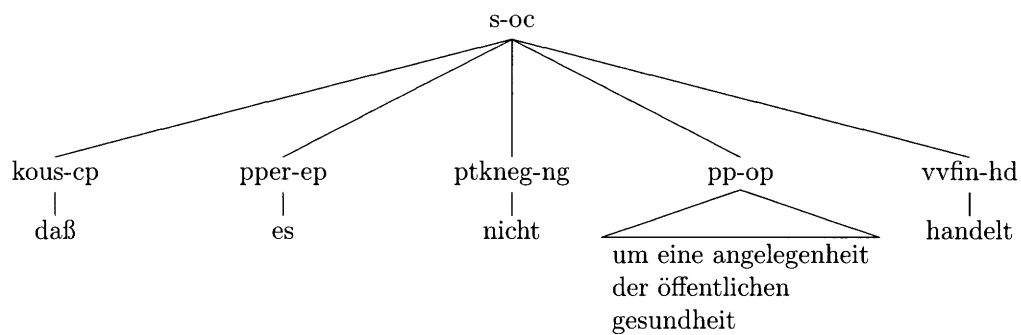 s-oc
kous-cp pper-ep ptkneg-ng pp-op vvfin-hd
daß es nicht handelt
um eine angelegenheit
der öffentlichen
gesundheit